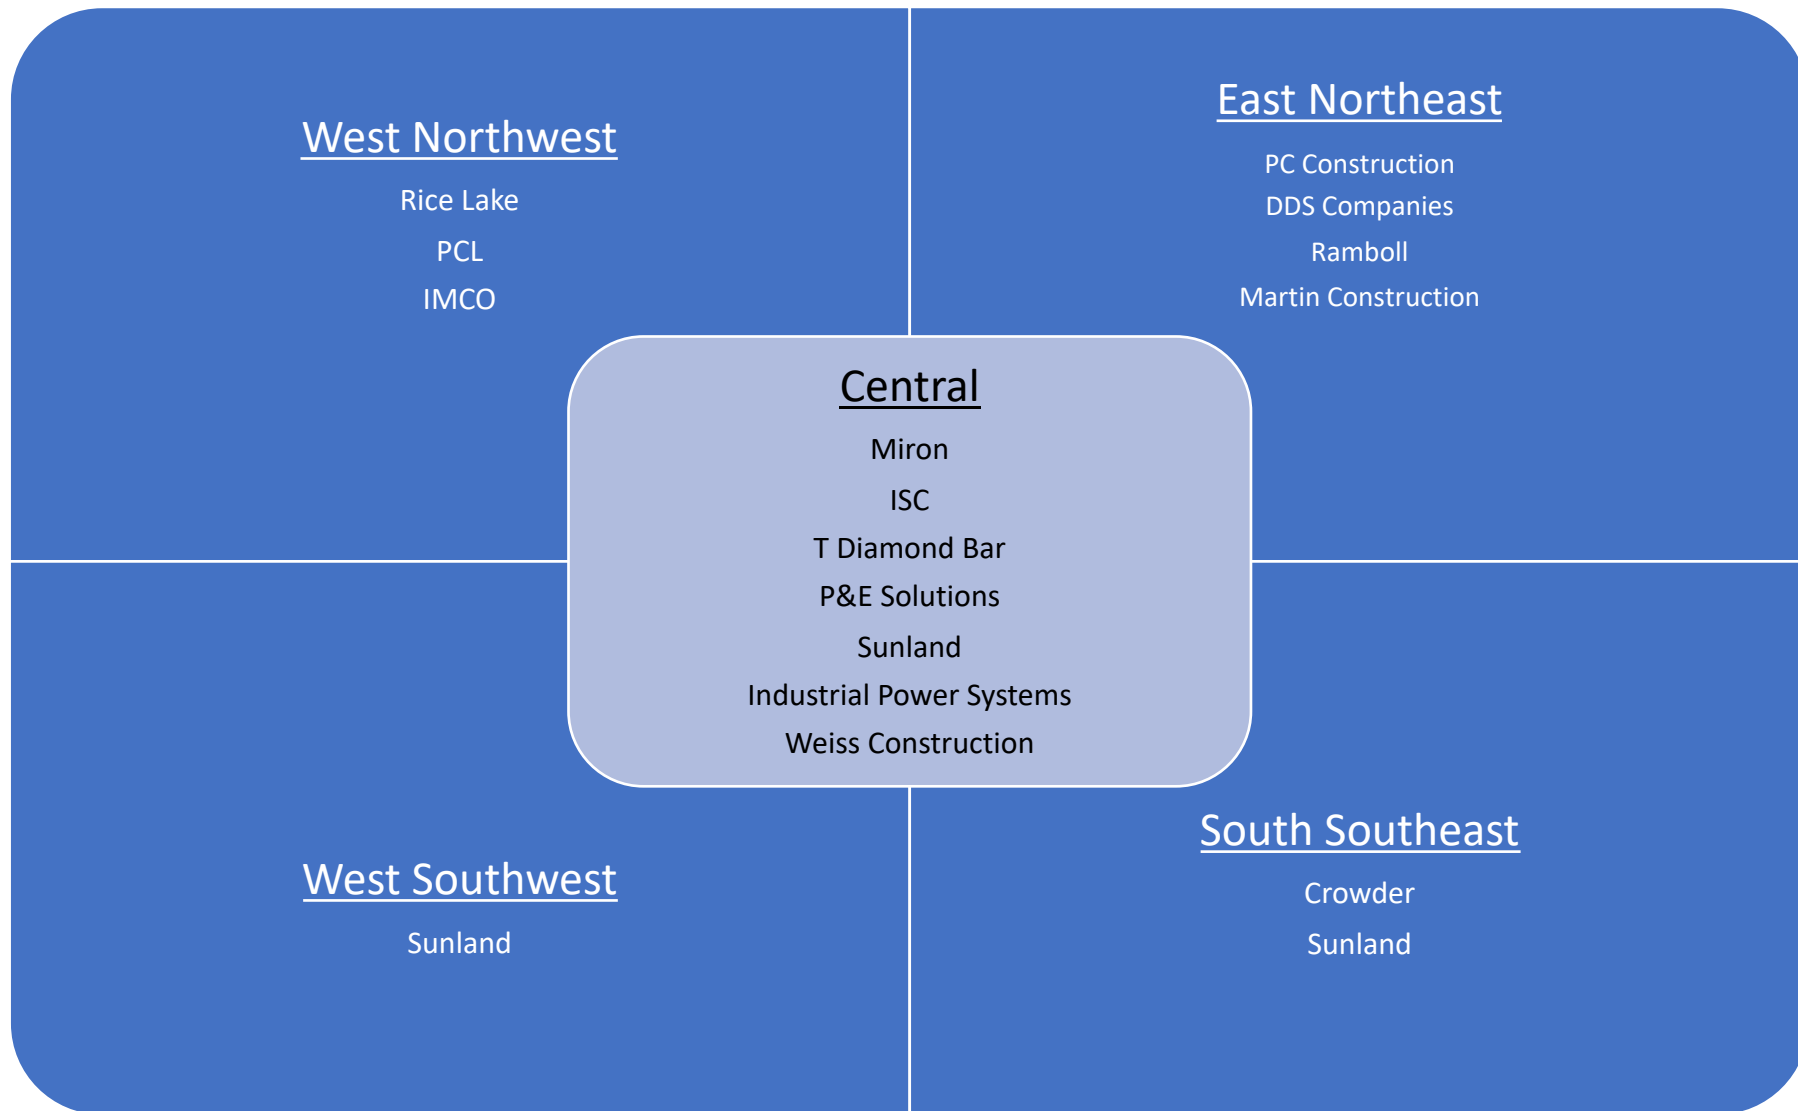 West Northwest
Rice Lake
PCL
IMCO
East Northeast
PC Construction
DDS Companies
Ramboll
Martin Construction
Central
Miron
ISC
T Diamond Bar
P&E Solutions
Sunland
Industrial Power Systems
Weiss Construction
West Southwest
Sunland
South Southeast
Crowder
Sunland